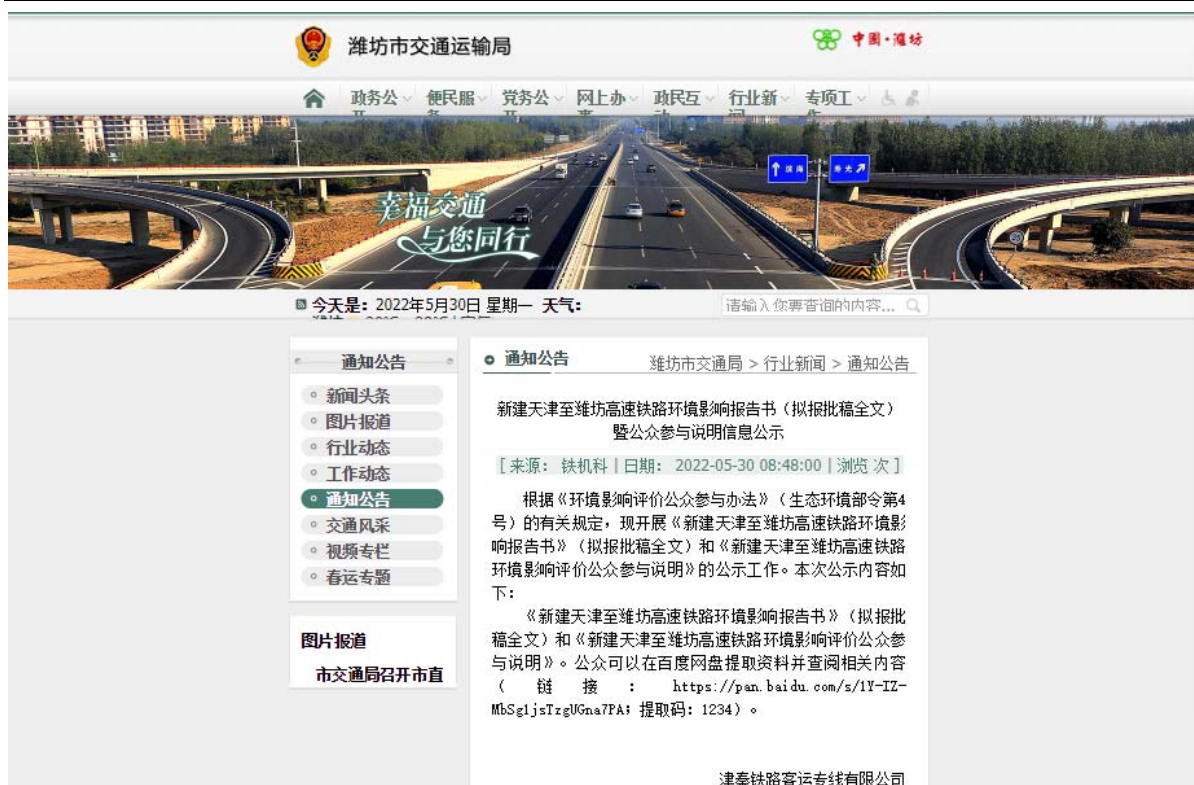 潍坊市交通运输局
中国·潍坊
政务公 便民服 党务公 网上办 政民互 行业新 专项工
幸福交通
与您同行
滨海
寿光
今天是: 2022年5月30日 星期一 天气:
请输入您要查询的内容...
通知公告
新闻头条
图片报道
行业动态
工作动态
通知公告
交通风采
视频专栏
春运专题
图片报道
市交通局召开市直
通知公告
潍坊市交通局 > 行业新闻 > 通知公告
新建天津至潍坊高速铁路环境影响报告书（拟报批稿全文）
暨公众参与说明信息公示
[ 来源: 铁机科 | 日期: 2022-05-30 08:48:00 | 浏览 次 ]
根据《环境影响评价公众参与办法》（生态环境部令第4
号）的有关规定，现开展《新建天津至潍坊高速铁路环境影
响报告书》（拟报批稿全文）和《新建天津至潍坊高速铁路
环境影响评价公众参与说明》的公示工作。本次公示内容如
下：
《新建天津至潍坊高速铁路环境影响报告书》（拟报批
稿全文）和《新建天津至潍坊高速铁路环境影响评价公众参
与说明》。公众可以在百度网盘提取资料并查阅相关内容
（ 链 接 ： https://pan.baidu.com/s/1Y-IZ-
MbSg1jsTzgUGna7PA；提取码：1234）。
津秦铁路客运专线有限公司